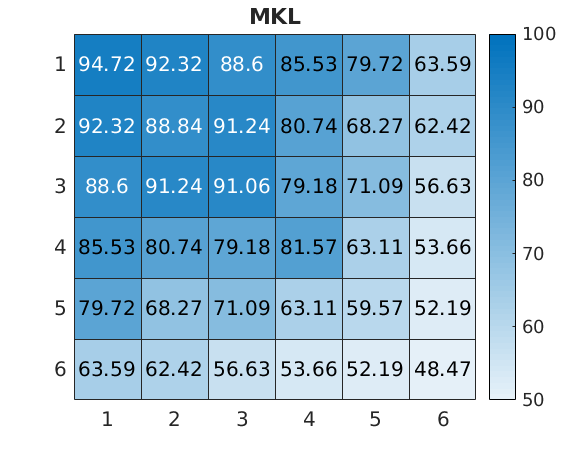 MKL
1 94.72 92.32 88.6 85.53 79.72 63.59
2 92.32 88.84 91.24 80.74 68.27 62.42
3 88.6 91.24 91.06 79.18 71.09 56.63
4 85.53 80.74 79.18 81.57 63.11 53.66
5 79.72 68.27 71.09 63.11 59.57 52.19
6 63.59 62.42 56.63 53.66 52.19 48.47
1 2 3 4 5 6
100
90
80
70
60
50